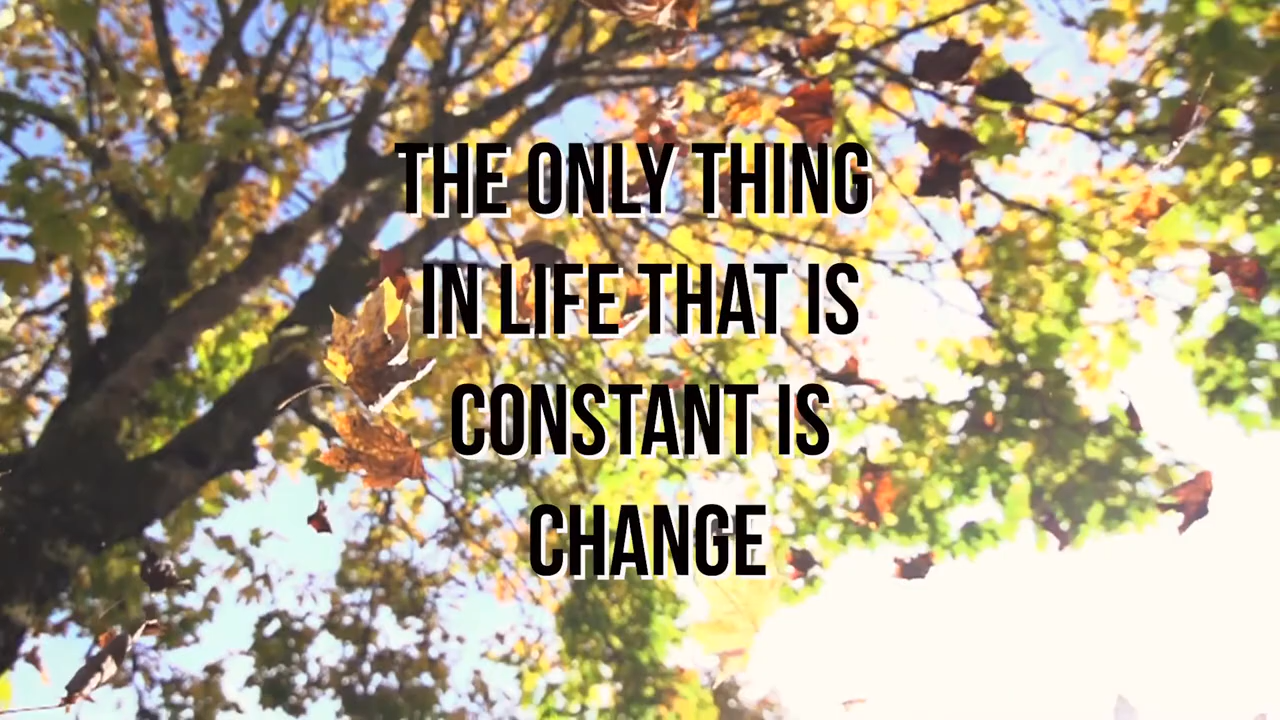 THE ONLY THING
IN LIFE THAT IS
CONSTANT IS
CHANGE